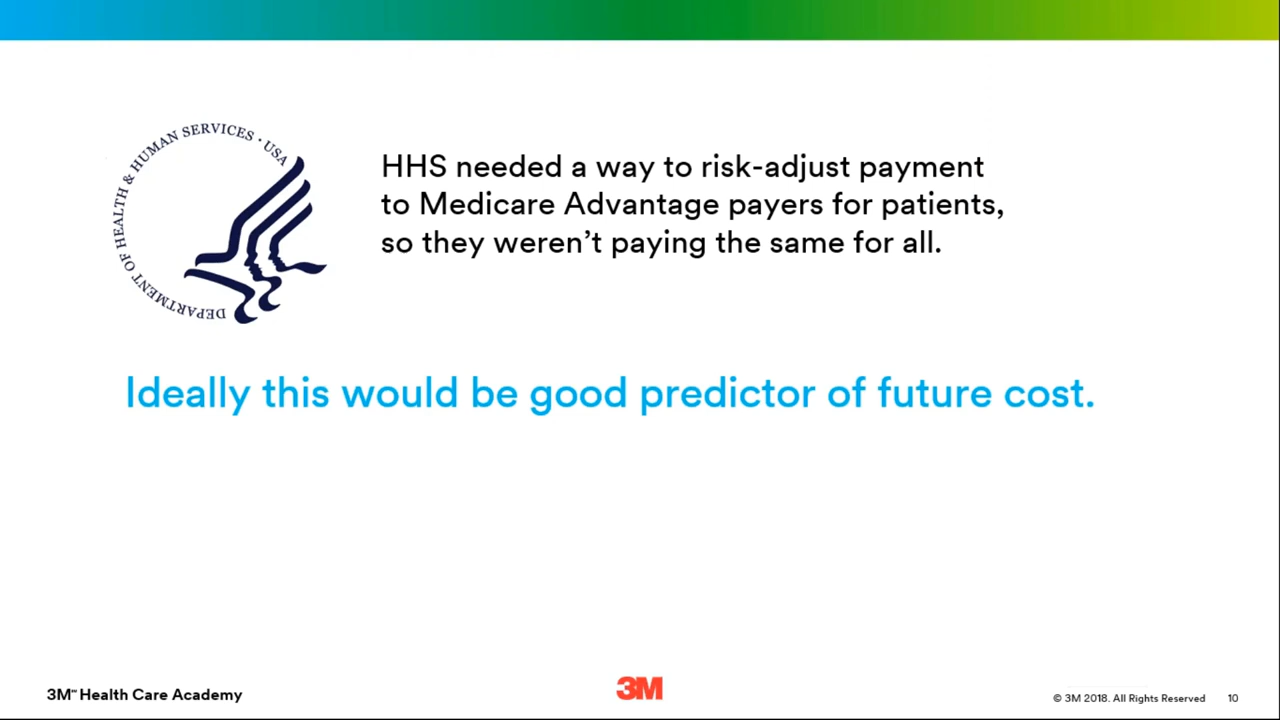 DEPARTMENT OF HEALTH & HUMAN SERVICES · USA
HHS needed a way to risk-adjust payment
to Medicare Advantage payers for patients,
so they weren’t paying the same for all.
Ideally this would be good predictor of future cost.
3M™ Health Care Academy
3M
© 3M 2018. All Rights Reserved
10